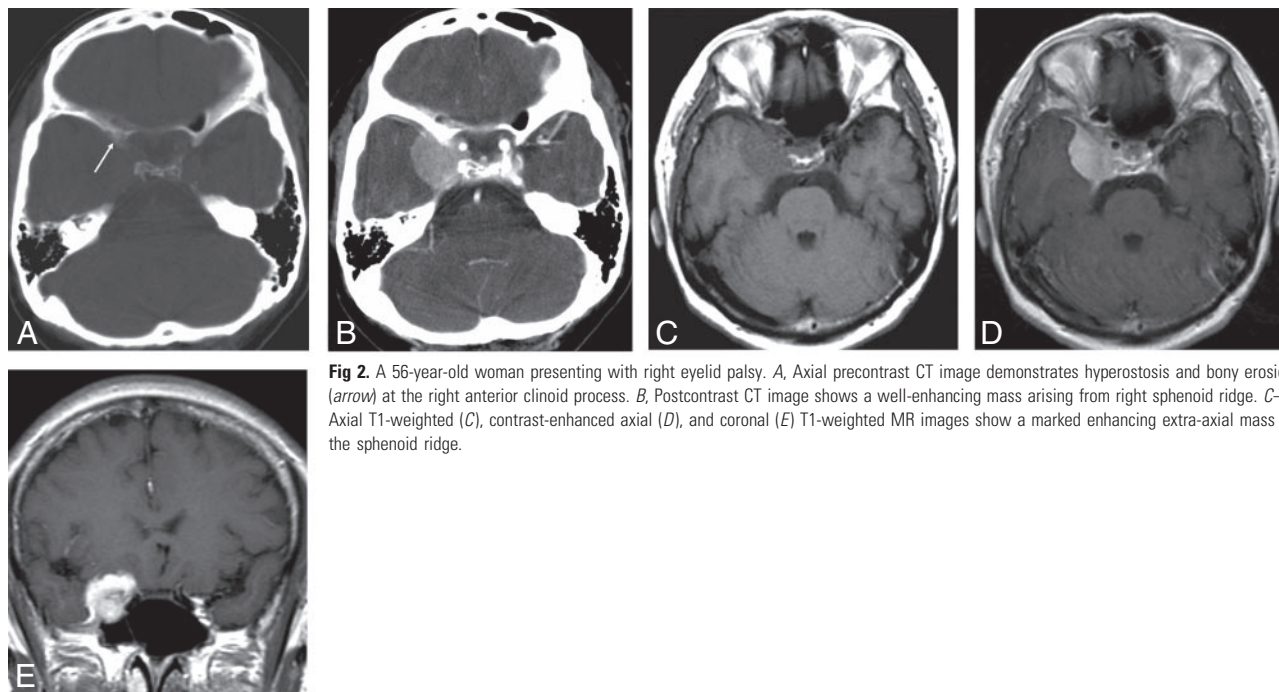 A
B
C
D
Fig 2. A 56-year-old woman presenting with right eyelid palsy. A, Axial precontrast CT image demonstrates hyperostosis and bony erosi
(arrow) at the right anterior clinoid process. B, Postcontrast CT image shows a well-enhancing mass arising from right sphenoid ridge. C–
Axial T1-weighted (C), contrast-enhanced axial (D), and coronal (E) T1-weighted MR images show a marked enhancing extra-axial mass
the sphenoid ridge.
E